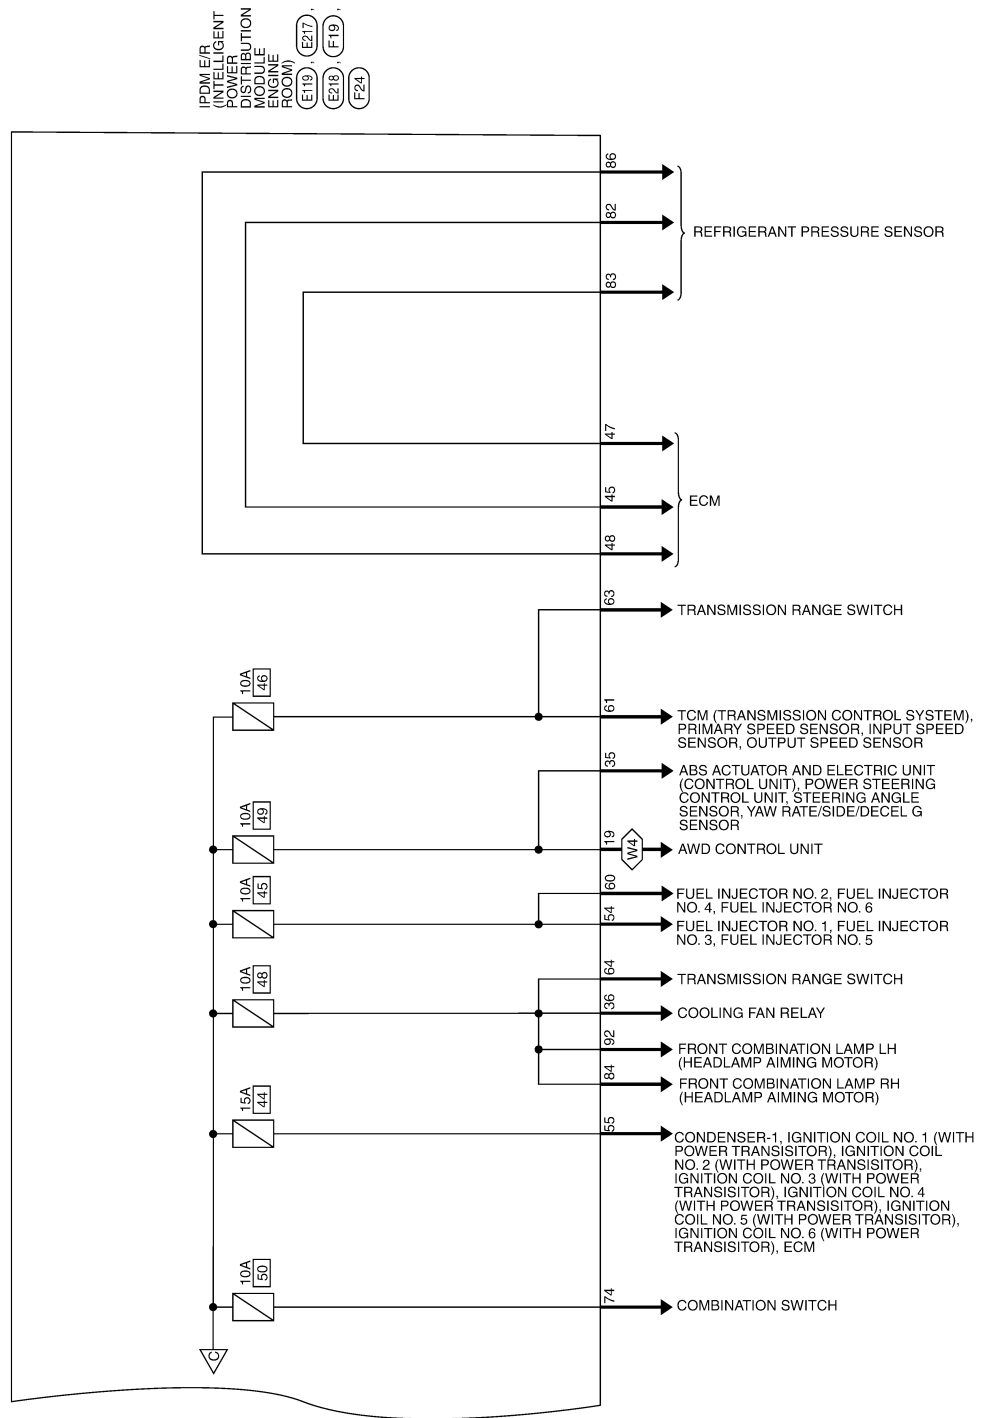 IPDM E/R
(INTELLIGENT
POWER
DISTRIBUTION
MODULE
ENGINE
ROOM)
E119 , E217 ,
E218 , F19 ,
F24
86
82
REFRIGERANT PRESSURE SENSOR
83
47
45
ECM
48
63
TRANSMISSION RANGE SWITCH
10A
46
61
TCM (TRANSMISSION CONTROL SYSTEM),
PRIMARY SPEED SENSOR, INPUT SPEED
SENSOR, OUTPUT SPEED SENSOR
35
ABS ACTUATOR AND ELECTRIC UNIT
(CONTROL UNIT), POWER STEERING
CONTROL UNIT, STEERING ANGLE
SENSOR, YAW RATE/SIDE/DECEL G
SENSOR
10A
49
19
W4
AWD CONTROL UNIT
60
FUEL INJECTOR NO. 2, FUEL INJECTOR
NO. 4, FUEL INJECTOR NO. 6
10A
45
54
FUEL INJECTOR NO. 1, FUEL INJECTOR
NO. 3, FUEL INJECTOR NO. 5
64
TRANSMISSION RANGE SWITCH
10A
48
36
COOLING FAN RELAY
92
FRONT COMBINATION LAMP LH
(HEADLAMP AIMING MOTOR)
84
FRONT COMBINATION LAMP RH
(HEADLAMP AIMING MOTOR)
15A
44
55
CONDENSER-1, IGNITION COIL NO. 1 (WITH
POWER TRANSISITOR), IGNITION COIL
NO. 2 (WITH POWER TRANSISITOR),
IGNITION COIL NO. 3 (WITH POWER
TRANSISITOR), IGNITION COIL NO. 4
(WITH POWER TRANSISITOR), IGNITION
COIL NO. 5 (WITH POWER TRANSISITOR),
IGNITION COIL NO. 6 (WITH POWER
TRANSISITOR), ECM
10A
50
74
COMBINATION SWITCH
C